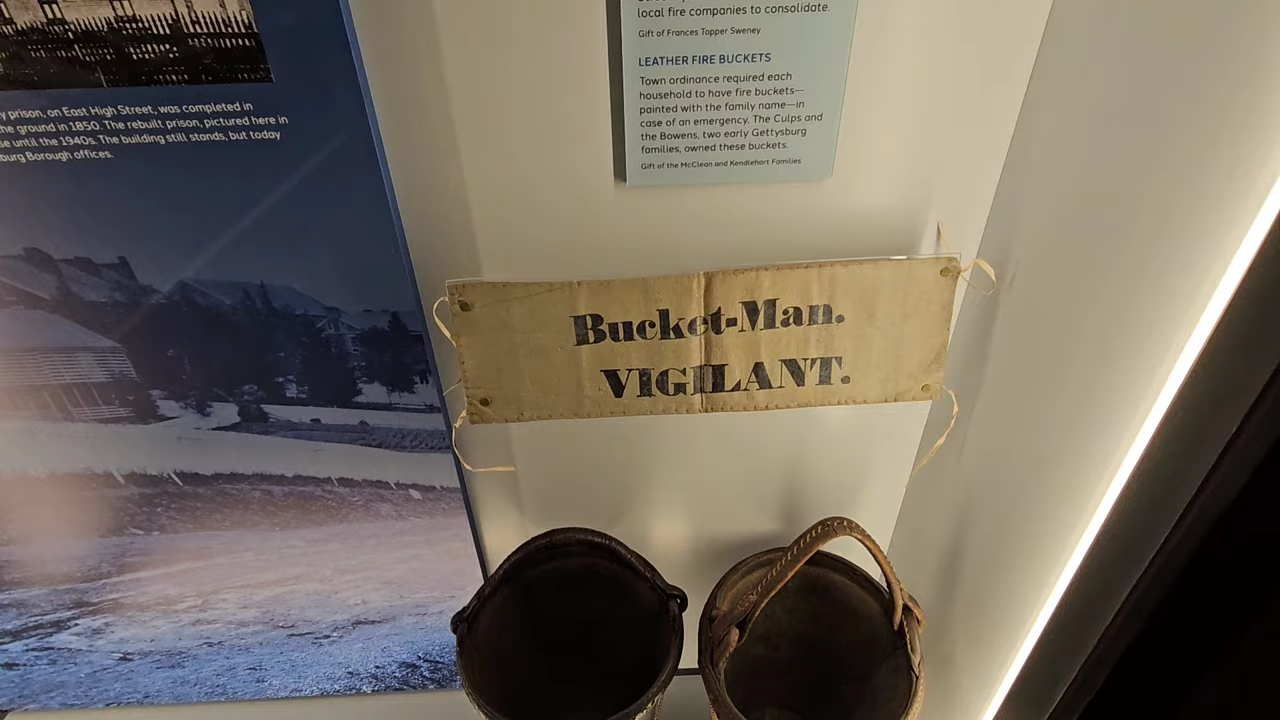 y prison, on East High Street, was completed in
he ground in 1850. The rebuilt prison, pictured here in
se until the 1940s. The building still stands, but today
burg Borough offices.
local fire companies to consolidate.
Gift of Frances Topper Sweney
LEATHER FIRE BUCKETS
Town ordinance required each
household to have fire buckets—
painted with the family name—in
case of an emergency. The Culps and
the Bowens, two early Gettysburg
families, owned these buckets.
Gift of the McClean and Kendlehart Families
Bucket-Man.
VIGILANT.